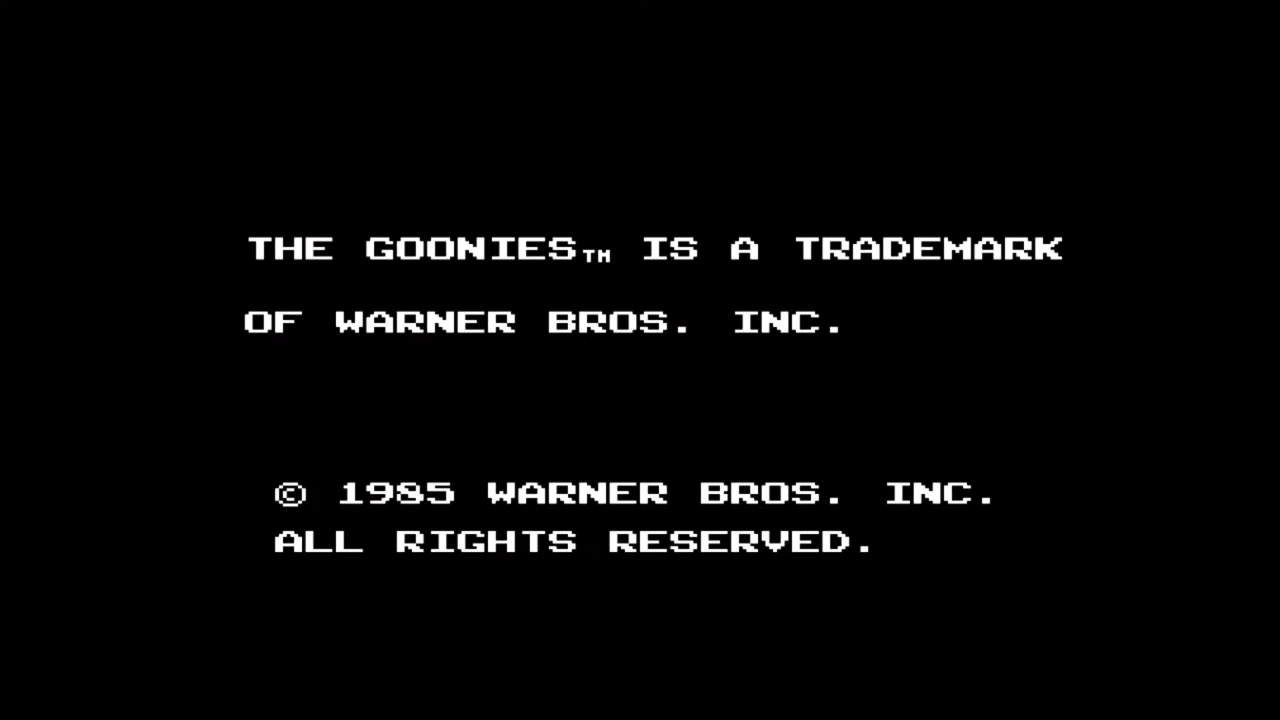 THE GOONIES™ IS A TRADEMARK
OF WARNER BROS. INC.
© 1985 WARNER BROS. INC.
ALL RIGHTS RESERVED.